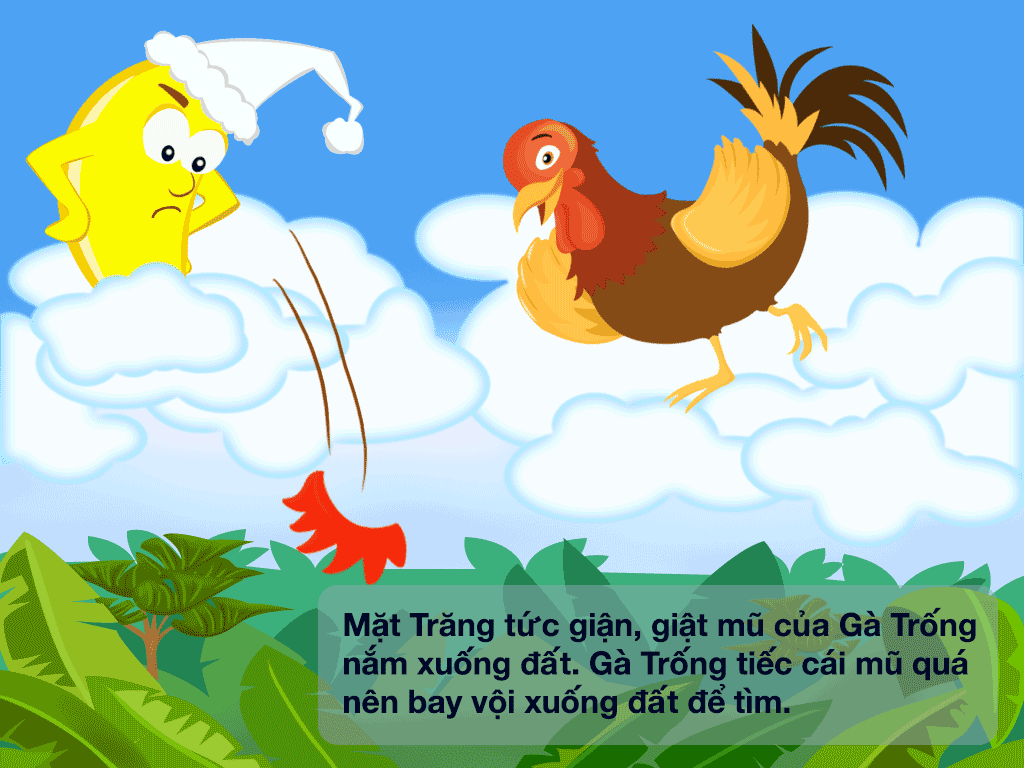 Mặt Trăng tức giận, giật mũ của Gà Trống
nắm xuống đất. Gà Trống tiếc cái mũ quá
nên bay vội xuống đất để tìm.